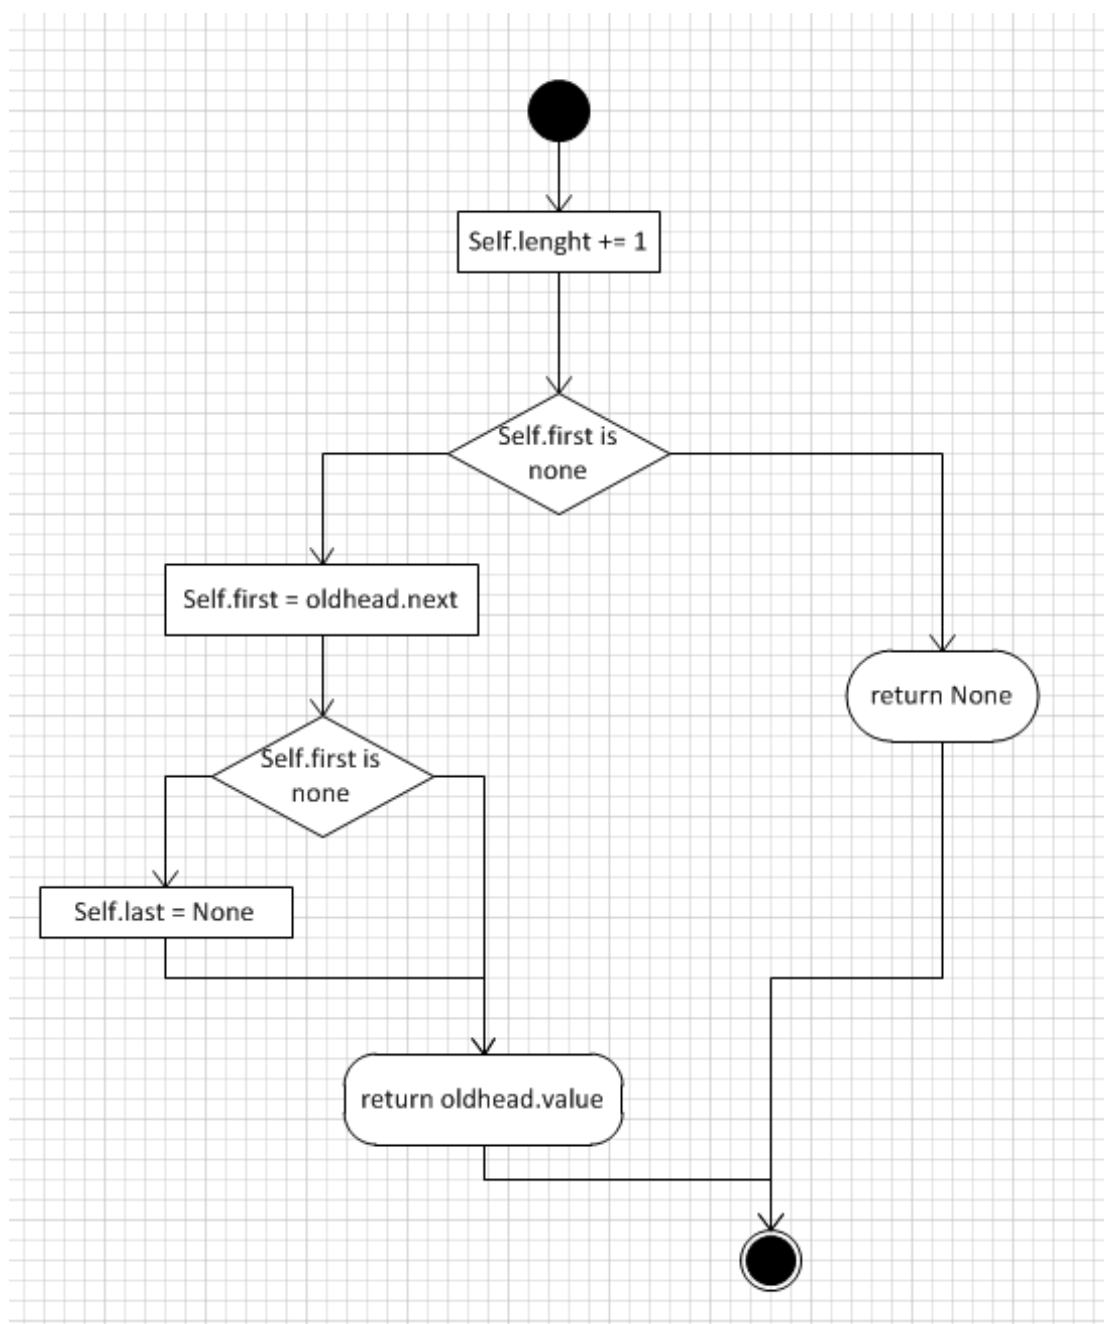 Self.lenght += 1
Self.first is
none
Self.first = oldhead.next
return None
Self.first is
none
Self.last = None
return oldhead.value